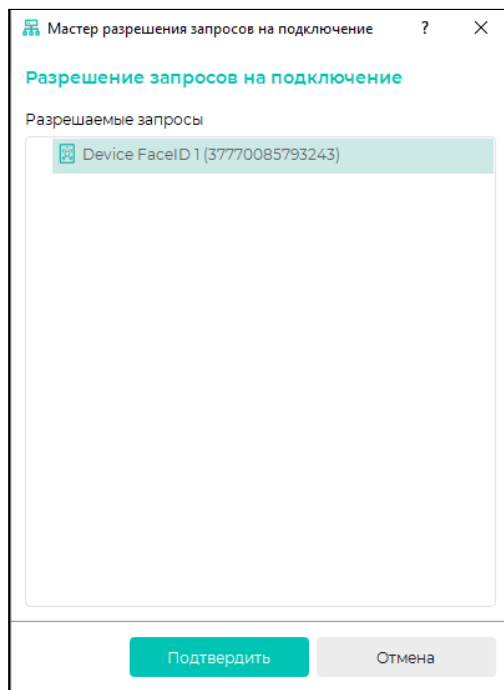 Мастер разрешения запросов на подключение ? ×
Разрешение запросов на подключение
Разрешаемые запросы
Device FaceID 1 (37770085793243)
Подтвердить Отмена